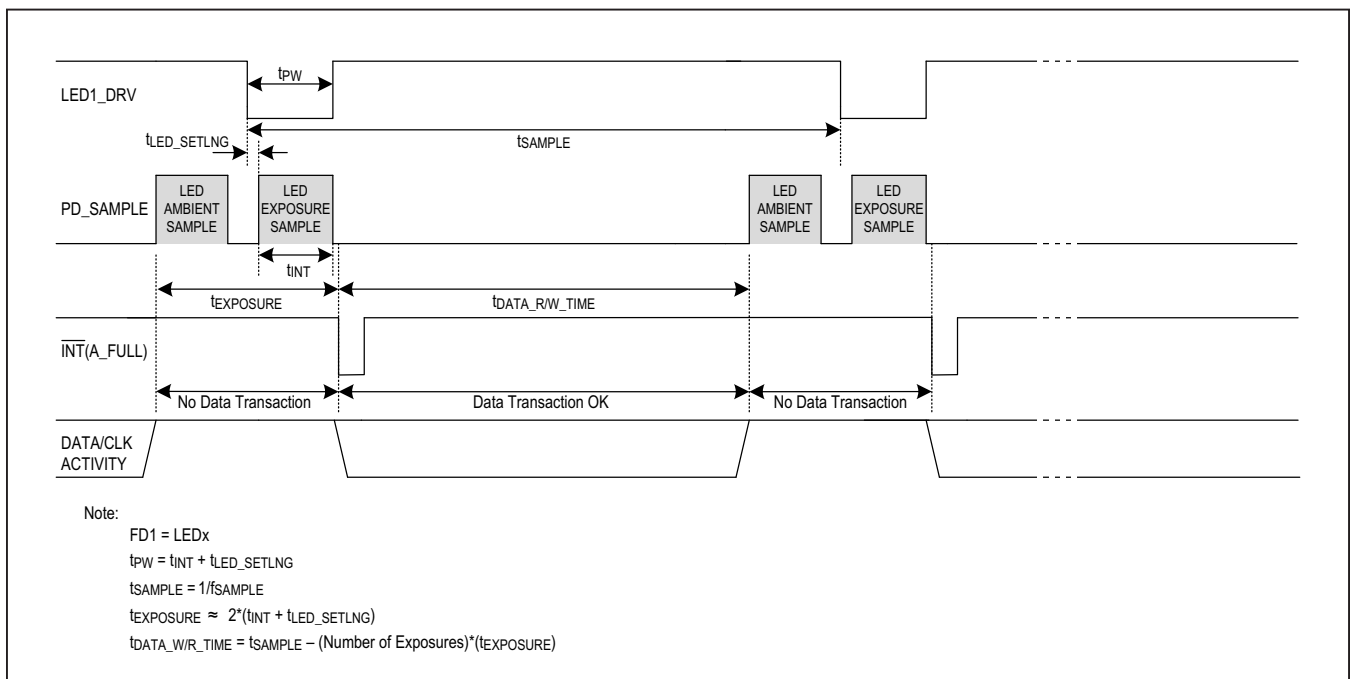 tPW
LED1_DRV
tLED_SETLNG
tSAMPLE
LED
AMBIENT
SAMPLE
LED
EXPOSURE
SAMPLE
LED
AMBIENT
SAMPLE
LED
EXPOSURE
SAMPLE
PD_SAMPLE
tINT
tEXPOSURE
tDATA_R/W_TIME
INT(A_FULL)
No Data Transaction
Data Transaction OK
No Data Transaction
DATA/CLK
ACTIVITY
Note:
FD1 = LEDx
tPW = tINT + tLED_SETLNG
tSAMPLE = 1/fSAMPLE
tEXPOSURE ≈ 2*(tINT + tLED_SETLNG)
tDATA_W/R_TIME = tSAMPLE – (Number of Exposures)*(tEXPOSURE)